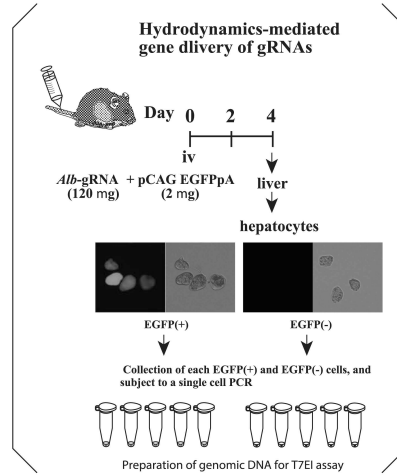 Hydrodynamics-mediated
gene dlivery of gRNAs
Day 0 2 4
iv
Alb-gRNA + pCAG EGFPpA
(120 mg) (2 mg)
liver
hepatocytes
EGFP(+) EGFP(-)
Collection of each EGFP(+) and EGFP(-) cells, and
subject to a single cell PCR
Preparation of genomic DNA for T7EI assay